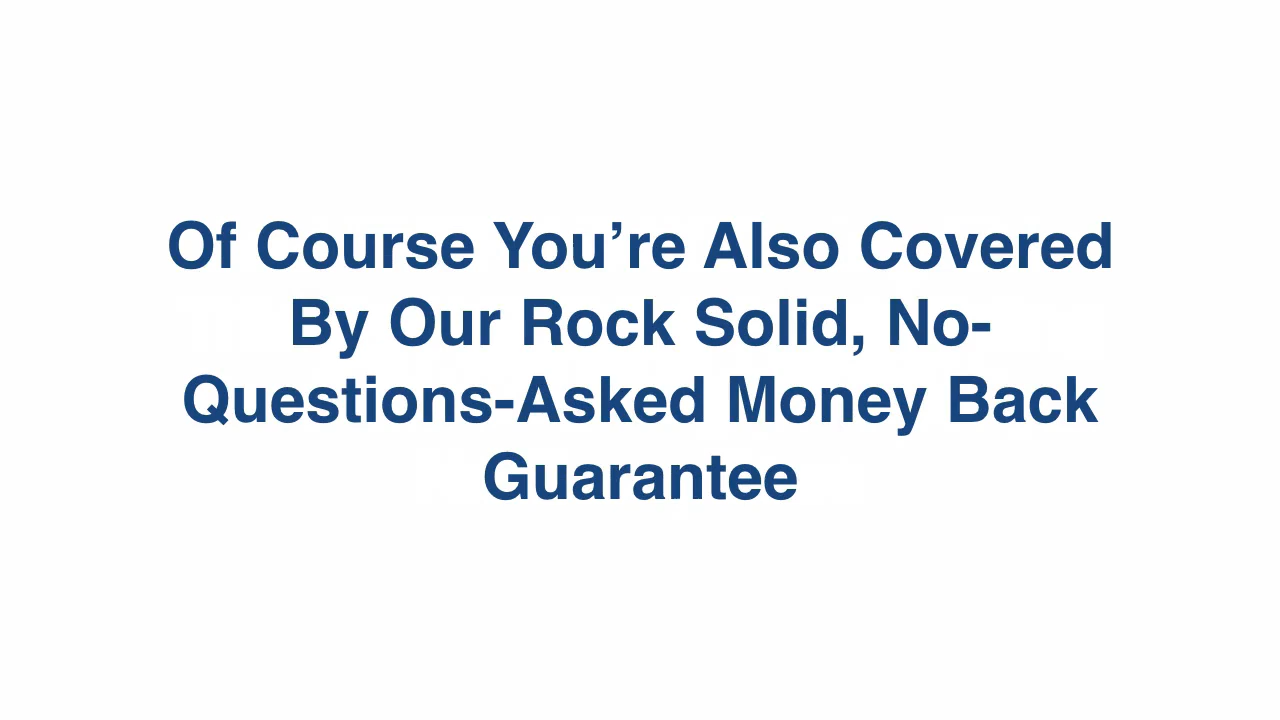 Of Course You’re Also Covered
By Our Rock Solid, No-
Questions-Asked Money Back
Guarantee